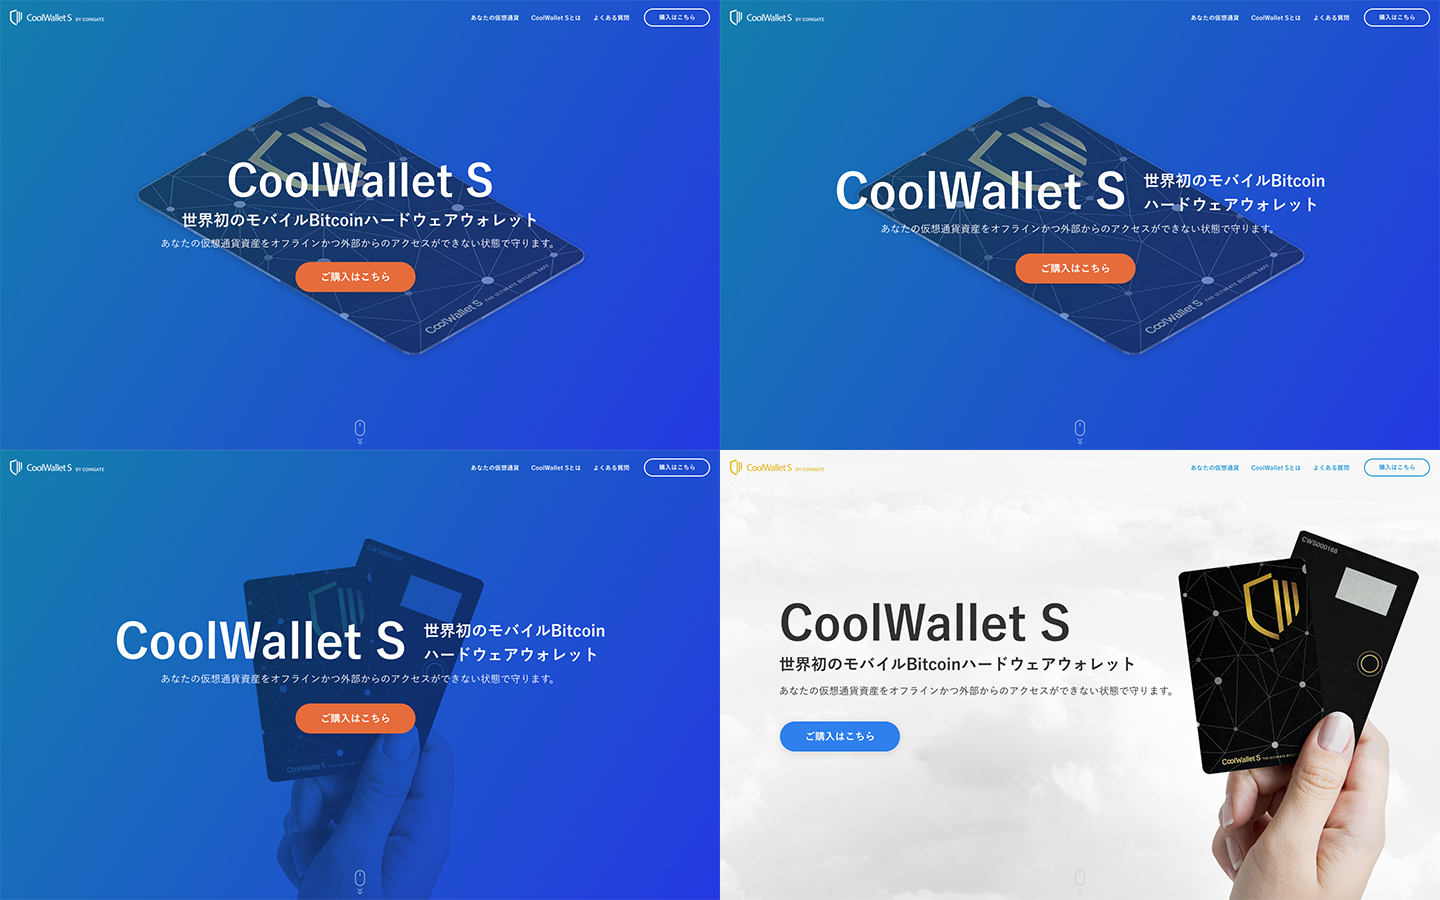 CoolWallet S BY COINGATE
あなたの仮想通貨 CoolWallet Sとは よくある質問 購入はこちら
CoolWallet S
世界初のモバイルBitcoinハードウェアウォレット
あなたの仮想通貨資産をオフラインかつ外部からのアクセスができない状態で守ります。
ご購入はこちら
CoolWallet S THE ULTIMATE BITCOIN SAFE
CoolWallet S BY COINGATE
あなたの仮想通貨 CoolWallet Sとは よくある質問 購入はこちら
CoolWallet S
世界初のモバイルBitcoin
ハードウェアウォレット
あなたの仮想通貨資産をオフラインかつ外部からのアクセスができない状態で守ります。
ご購入はこちら
CoolWallet S THE ULTIMATE BITCOIN SAFE
CoolWallet S BY COINGATE
あなたの仮想通貨 CoolWallet Sとは よくある質問 購入はこちら
CWS000168
CoolWallet S
世界初のモバイルBitcoin
ハードウェアウォレット
あなたの仮想通貨資産をオフラインかつ外部からのアクセスができない状態で守ります。
ご購入はこちら
CoolWallet S THE ULTIMATE
CoolWallet S BY COINGATE
あなたの仮想通貨 CoolWallet Sとは よくある質問 購入はこちら
CWS000168
CoolWallet S
世界初のモバイルBitcoinハードウェアウォレット
あなたの仮想通貨資産をオフラインかつ外部からのアクセスができない状態で守ります。
ご購入はこちら
CoolWallet S THE ULTIMATE